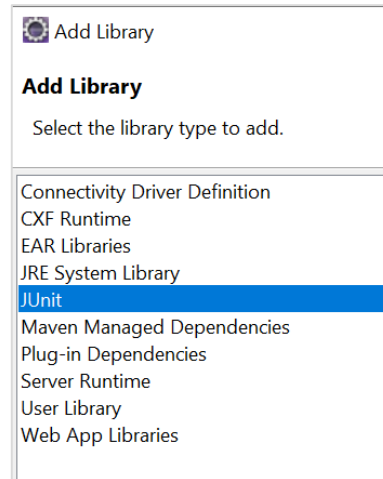 Add Library
Add Library
Select the library type to add.
Connectivity Driver Definition
CXF Runtime
EAR Libraries
JRE System Library
JUnit
Maven Managed Dependencies
Plug-in Dependencies
Server Runtime
User Library
Web App Libraries